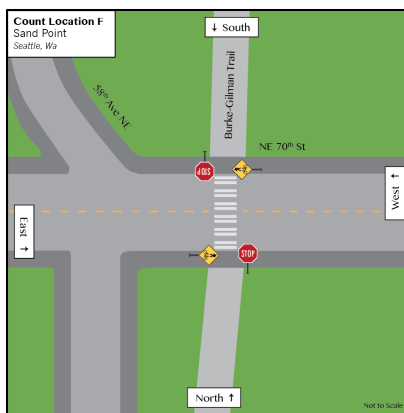 Count Location F
Sand Point
Seattle, Wa
↓ South
58th Ave NE
Burke-Gilman Trail
NE 70th St
STOP
West ↑
East ↑
STOP
North ↑
Not to Scale